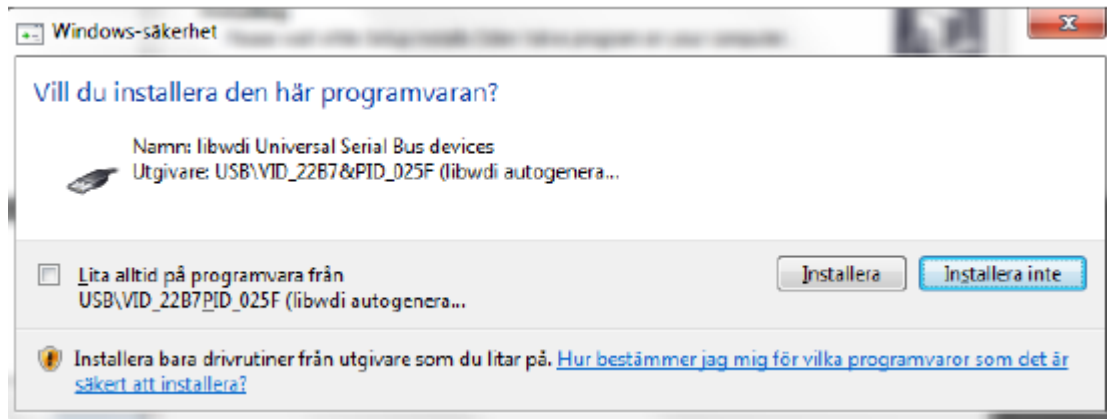 Windows-säkerhet
Vill du installera den här programvaran?
Namn: libwdi Universal Serial Bus devices
Utgivare: USB\VID_22B7&PID_025F (libwdi autogenera...
Lita alltid på programvara från
USB\VID_22B7PID_025F (libwdi autogenera...
Installera
Installera inte
Installera bara drivrutiner från utgivare som du litar på. Hur bestämmer jag mig för vilka programvaror som det är
säkert att installera?